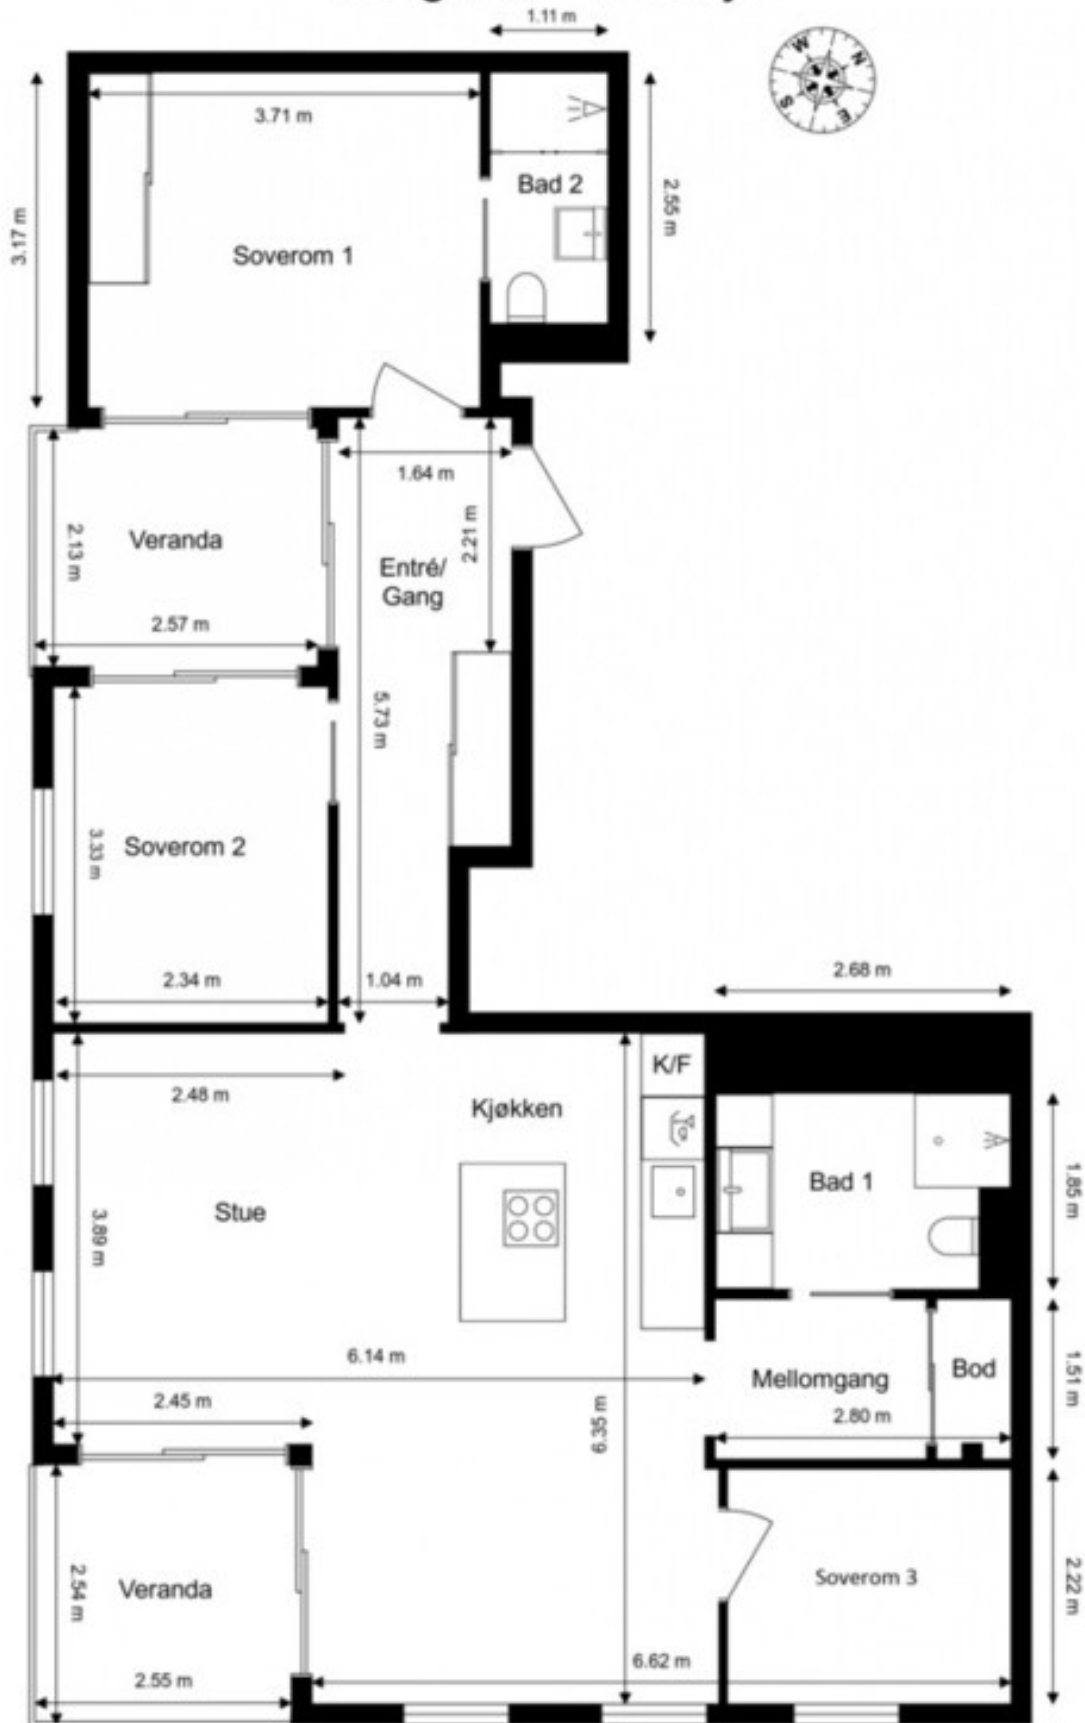 1.11 m
W
N
S
E
3.71 m
Bad 2
2.55 m
3.17 m
Soverom 1
1.64 m
2.21 m
Veranda
2.13 m
Entré/
Gang
2.57 m
5.73 m
Soverom 2
3.33 m
2.34 m
1.04 m
2.68 m
K/F
2.48 m
Kjøkken
Bad 1
1.85 m
Stue
3.89 m
6.14 m
Mellomgang
Bod
1.51 m
2.45 m
2.80 m
6.35 m
Soverom 3
2.22 m
Veranda
2.54 m
6.62 m
2.55 m